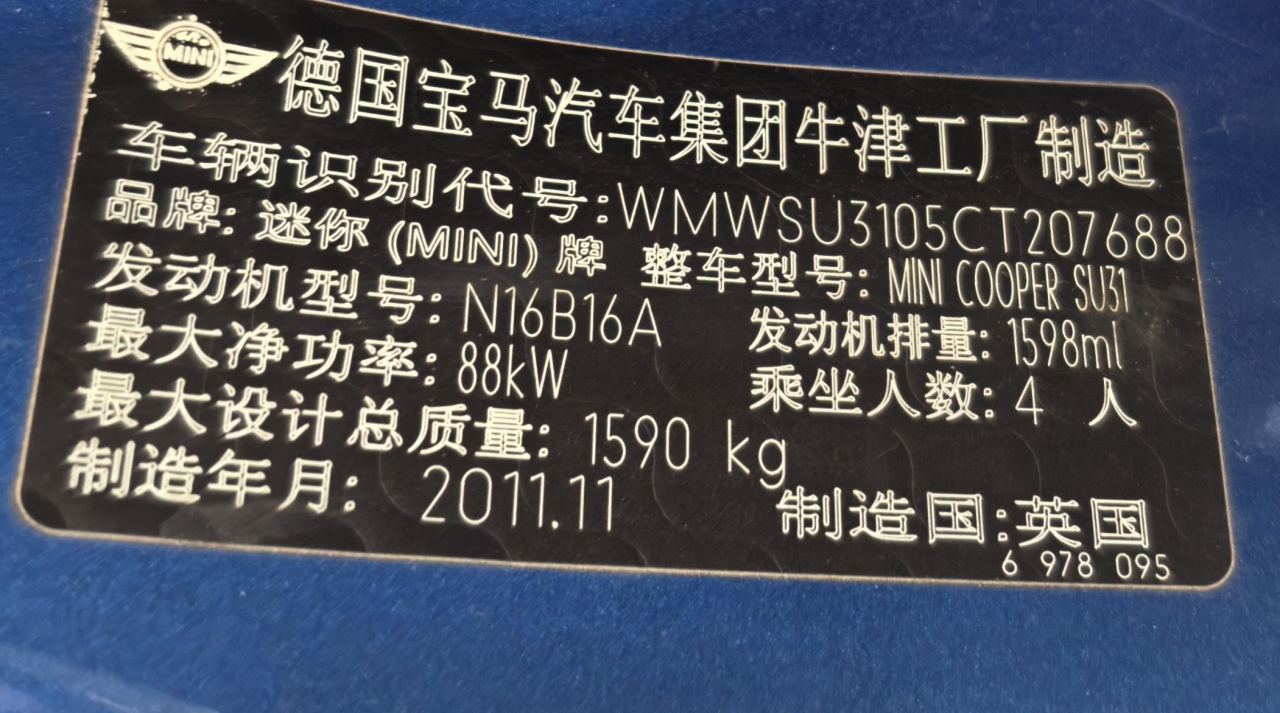 MINI
德国宝马汽车集团牛津工厂制造
车辆识别代号:WMWSU3105CT207688
品牌: 迷你 (MINI) 牌 整车型号: MINI COOPER SU31
发动机型号: N16B16A 发动机排量: 1598ml
最大净功率: 88kW 乘坐人数: 4 人
最大设计总质量: 1590 kg
制造年月: 2011.11 制造国:英国
6 978 095